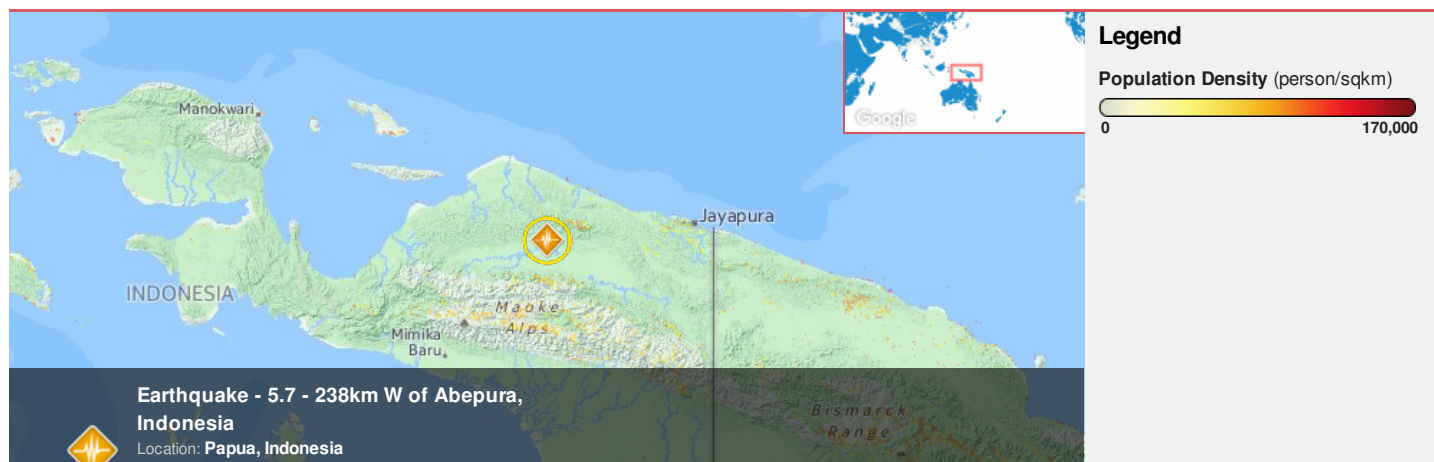 Manokwari
Jayapura
INDONESIA
Maoke
Alps
Mimika
Baru
Bismarck
Range
Google
Earthquake - 5.7 - 238km W of Abepura,
Indonesia
Location: Papua, Indonesia
Legend
Population Density (person/sqkm)
0 170,000